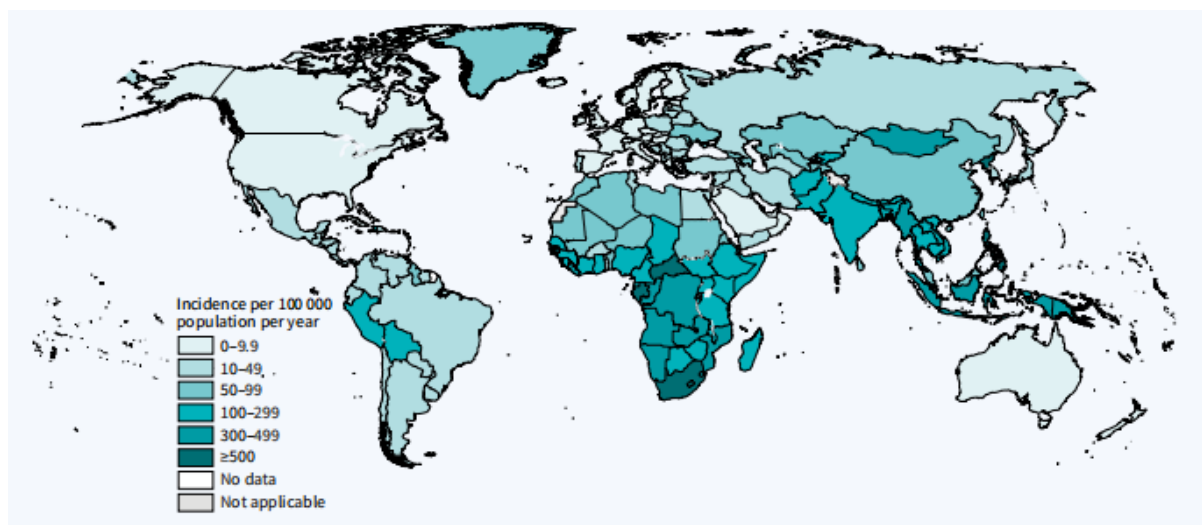 Incidence per 100 000
population per year
0–9.9
10–49
50–99
100–299
300–499
≥500
No data
Not applicable